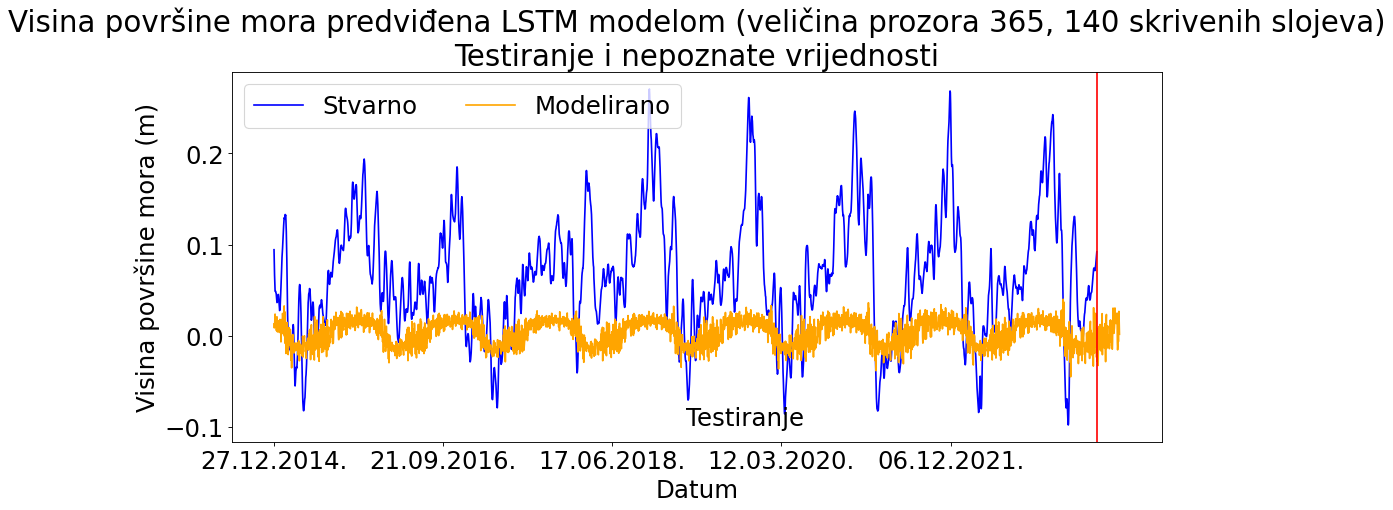 Visina površine mora predviđena LSTM modelom (veličina prozora 365, 140 skrivenih slojeva)
Testiranje i nepoznate vrijednosti
Stvarno
Modelirano
Visina površine mora (m)
0.2
0.1
0.0
−0.1
Testiranje
27.12.2014.
21.09.2016.
17.06.2018.
12.03.2020.
06.12.2021.
Datum